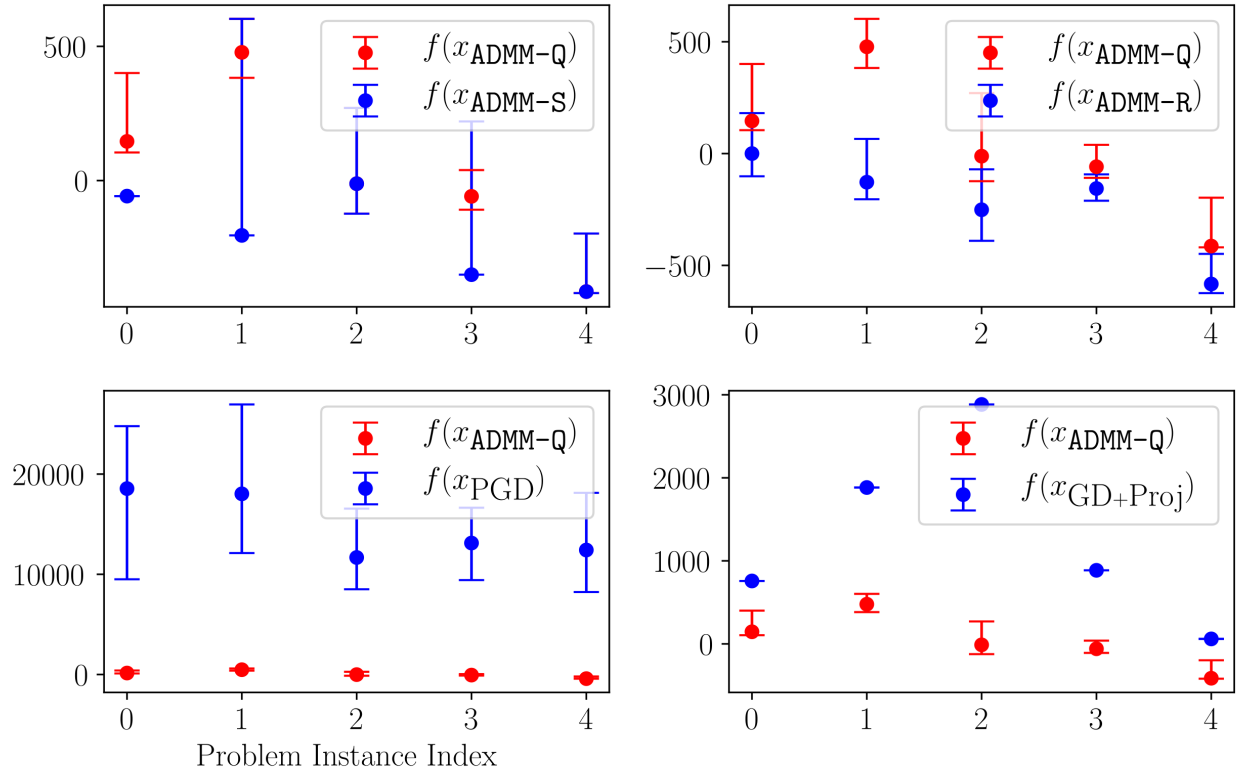 500
0
0 1 2 3 4
f(x_ADMM-Q)
f(x_ADMM-S)
500
0
−500
0 1 2 3 4
f(x_ADMM-Q)
f(x_ADMM-R)
20000
10000
0
0 1 2 3 4
f(x_ADMM-Q)
f(x_PGD)
Problem Instance Index
3000
2000
1000
0
0 1 2 3 4
f(x_ADMM-Q)
f(x_GD+Proj)